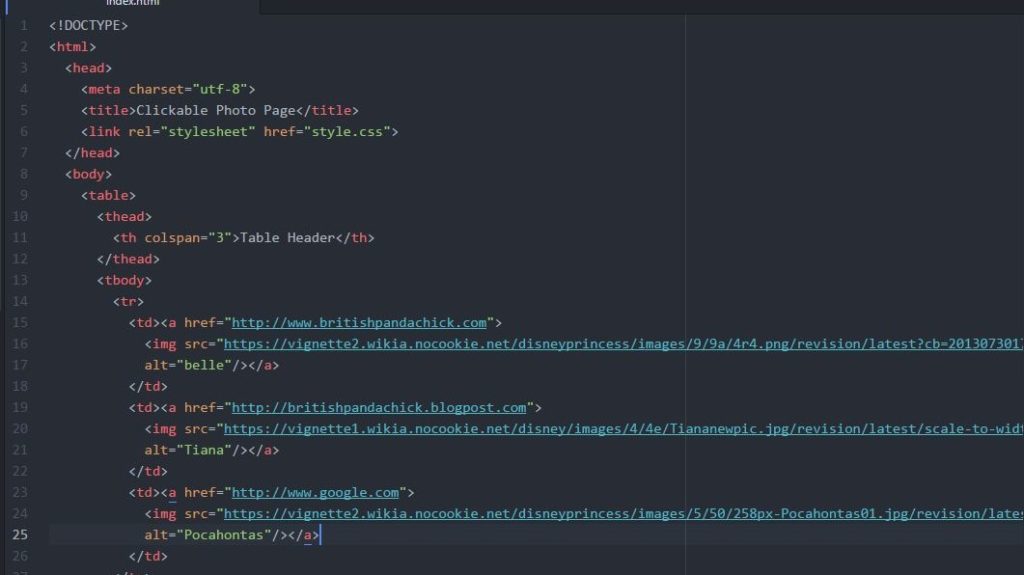 index.html
1 <!DOCTYPE>
2 <html>
3 <head>
4 <meta charset="utf-8">
5 <title>Clickable Photo Page</title>
6 <link rel="stylesheet" href="style.css">
7 </head>
8 <body>
9 <table>
10 <thead>
11 <th colspan="3">Table Header</th>
12 </thead>
13 <tbody>
14 <tr>
15 <td><a href="http://www.britishpandachick.com">
16 <img src="https://vignette2.wikia.nocookie.net/disneyprincess/images/9/9a/4r4.png/revision/latest?cb=201307301
17 alt="belle"/></a>
18 </td>
19 <td><a href="http://britishpandachick.blogpost.com">
20 <img src="https://vignette1.wikia.nocookie.net/disney/images/4/4e/Tiananewpic.jpg/revision/latest/scale-to-widt
21 alt="Tiana"/></a>
22 </td>
23 <td><a href="http://www.google.com">
24 <img src="https://vignette2.wikia.nocookie.net/disneyprincess/images/5/50/258px-Pocahontas01.jpg/revision/lates
25 alt="Pocahontas"/></a>
26 </td>